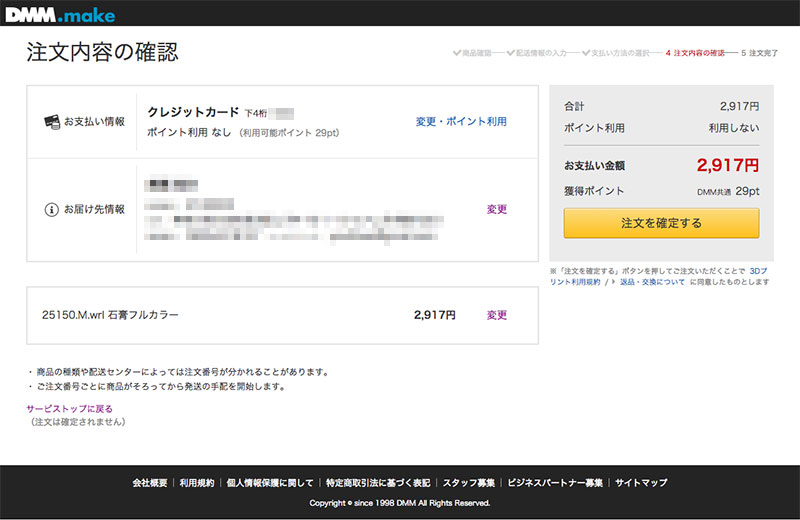 DMM.make
注文内容の確認
商品確認 配送情報の入力 支払い方法の選択 4 注文内容の確認 5 注文完了
お支払い情報
クレジットカード 下4桁
ポイント利用 なし （利用可能ポイント 29pt）
変更・ポイント利用
お届け先情報
変更
25150.M.wrl 石膏フルカラー 2,917円 変更
合計 2,917円
ポイント利用 利用しない
お支払い金額 2,917円
獲得ポイント DMM共通 29pt
注文を確定する
※「注文を確定する」ボタンを押してご注文いただくことで 3Dプ
リント利用規約 / 返品・交換について に同意したものとします
・ 商品の種類や配送センターによっては注文番号が分かれることがあります。
・ ご注文番号ごとに商品がそろってから発送の手配を開始します。
サービストップに戻る
（注文は確定されません）
会社概要 | 利用規約 | 個人情報保護に関して | 特定商取引法に基づく表記 | スタッフ募集 | ビジネスパートナー募集 | サイトマップ
Copyright © since 1998 DMM All Rights Reserved.